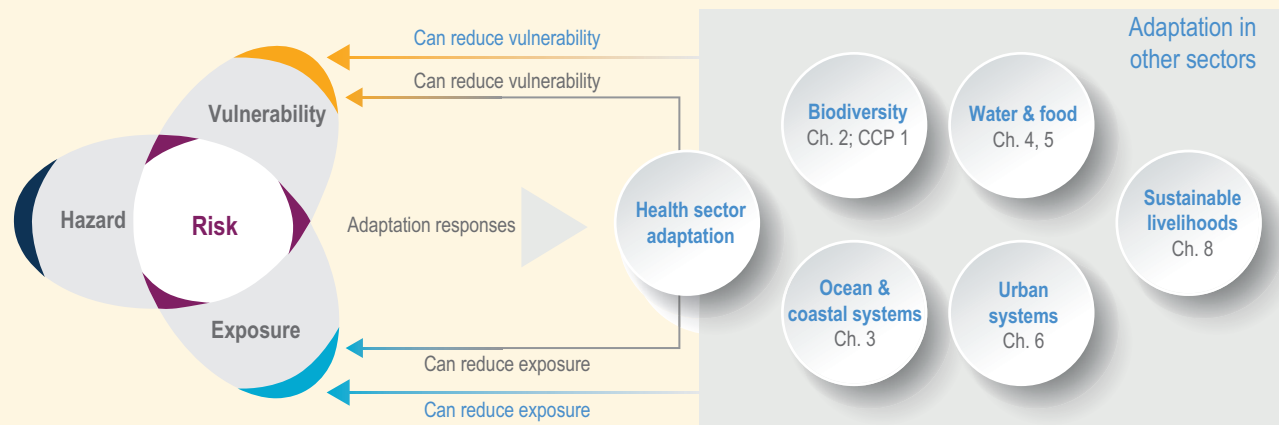 Can reduce vulnerability
Can reduce vulnerability
Vulnerability
Hazard
Risk
Exposure
Adaptation responses
Can reduce exposure
Can reduce exposure
Health sector
adaptation
Adaptation in
other sectors
Biodiversity
Ch. 2; CCP 1
Water & food
Ch. 4, 5
Sustainable
livelihoods
Ch. 8
Ocean &
coastal systems
Ch. 3
Urban
systems
Ch. 6